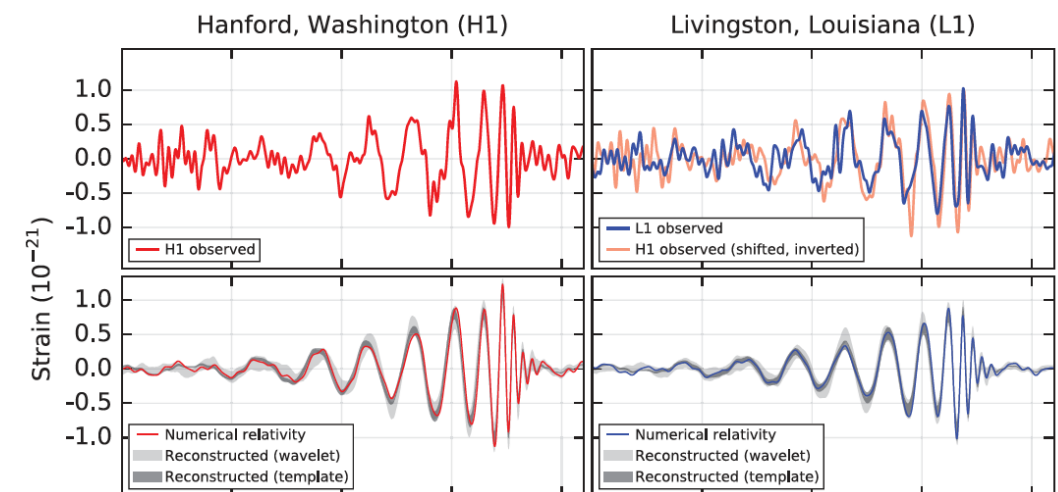 Hanford, Washington (H1)
Livingston, Louisiana (L1)
Strain (10⁻²¹)
1.0
0.5
0.0
-0.5
-1.0
H1 observed
L1 observed
H1 observed (shifted, inverted)
1.0
0.5
0.0
-0.5
-1.0
Numerical relativity
Reconstructed (wavelet)
Reconstructed (template)
Numerical relativity
Reconstructed (wavelet)
Reconstructed (template)